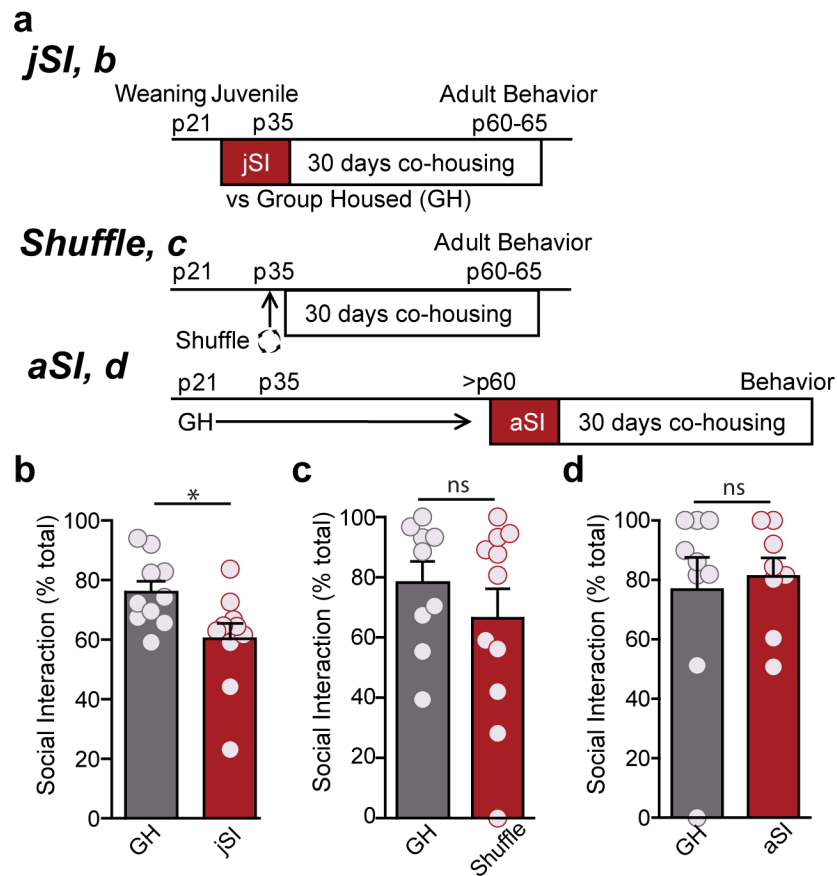 a
jSI, b
Weaning Juvenile Adult Behavior
p21 p35 p60-65
jSI 30 days co-housing
vs Group Housed (GH)
Shuffle, c
Adult Behavior
p21 p35 p60-65
30 days co-housing
Shuffle
aSI, d
p21 p35 >p60 Behavior
GH aSI 30 days co-housing
b
*
Social Interaction (% total)
100
80
60
40
20
0
GH jSI
c
ns
Social Interaction (% total)
100
80
60
40
20
0
GH Shuffle
d
ns
Social Interaction (% total)
100
80
60
40
20
0
GH aSI